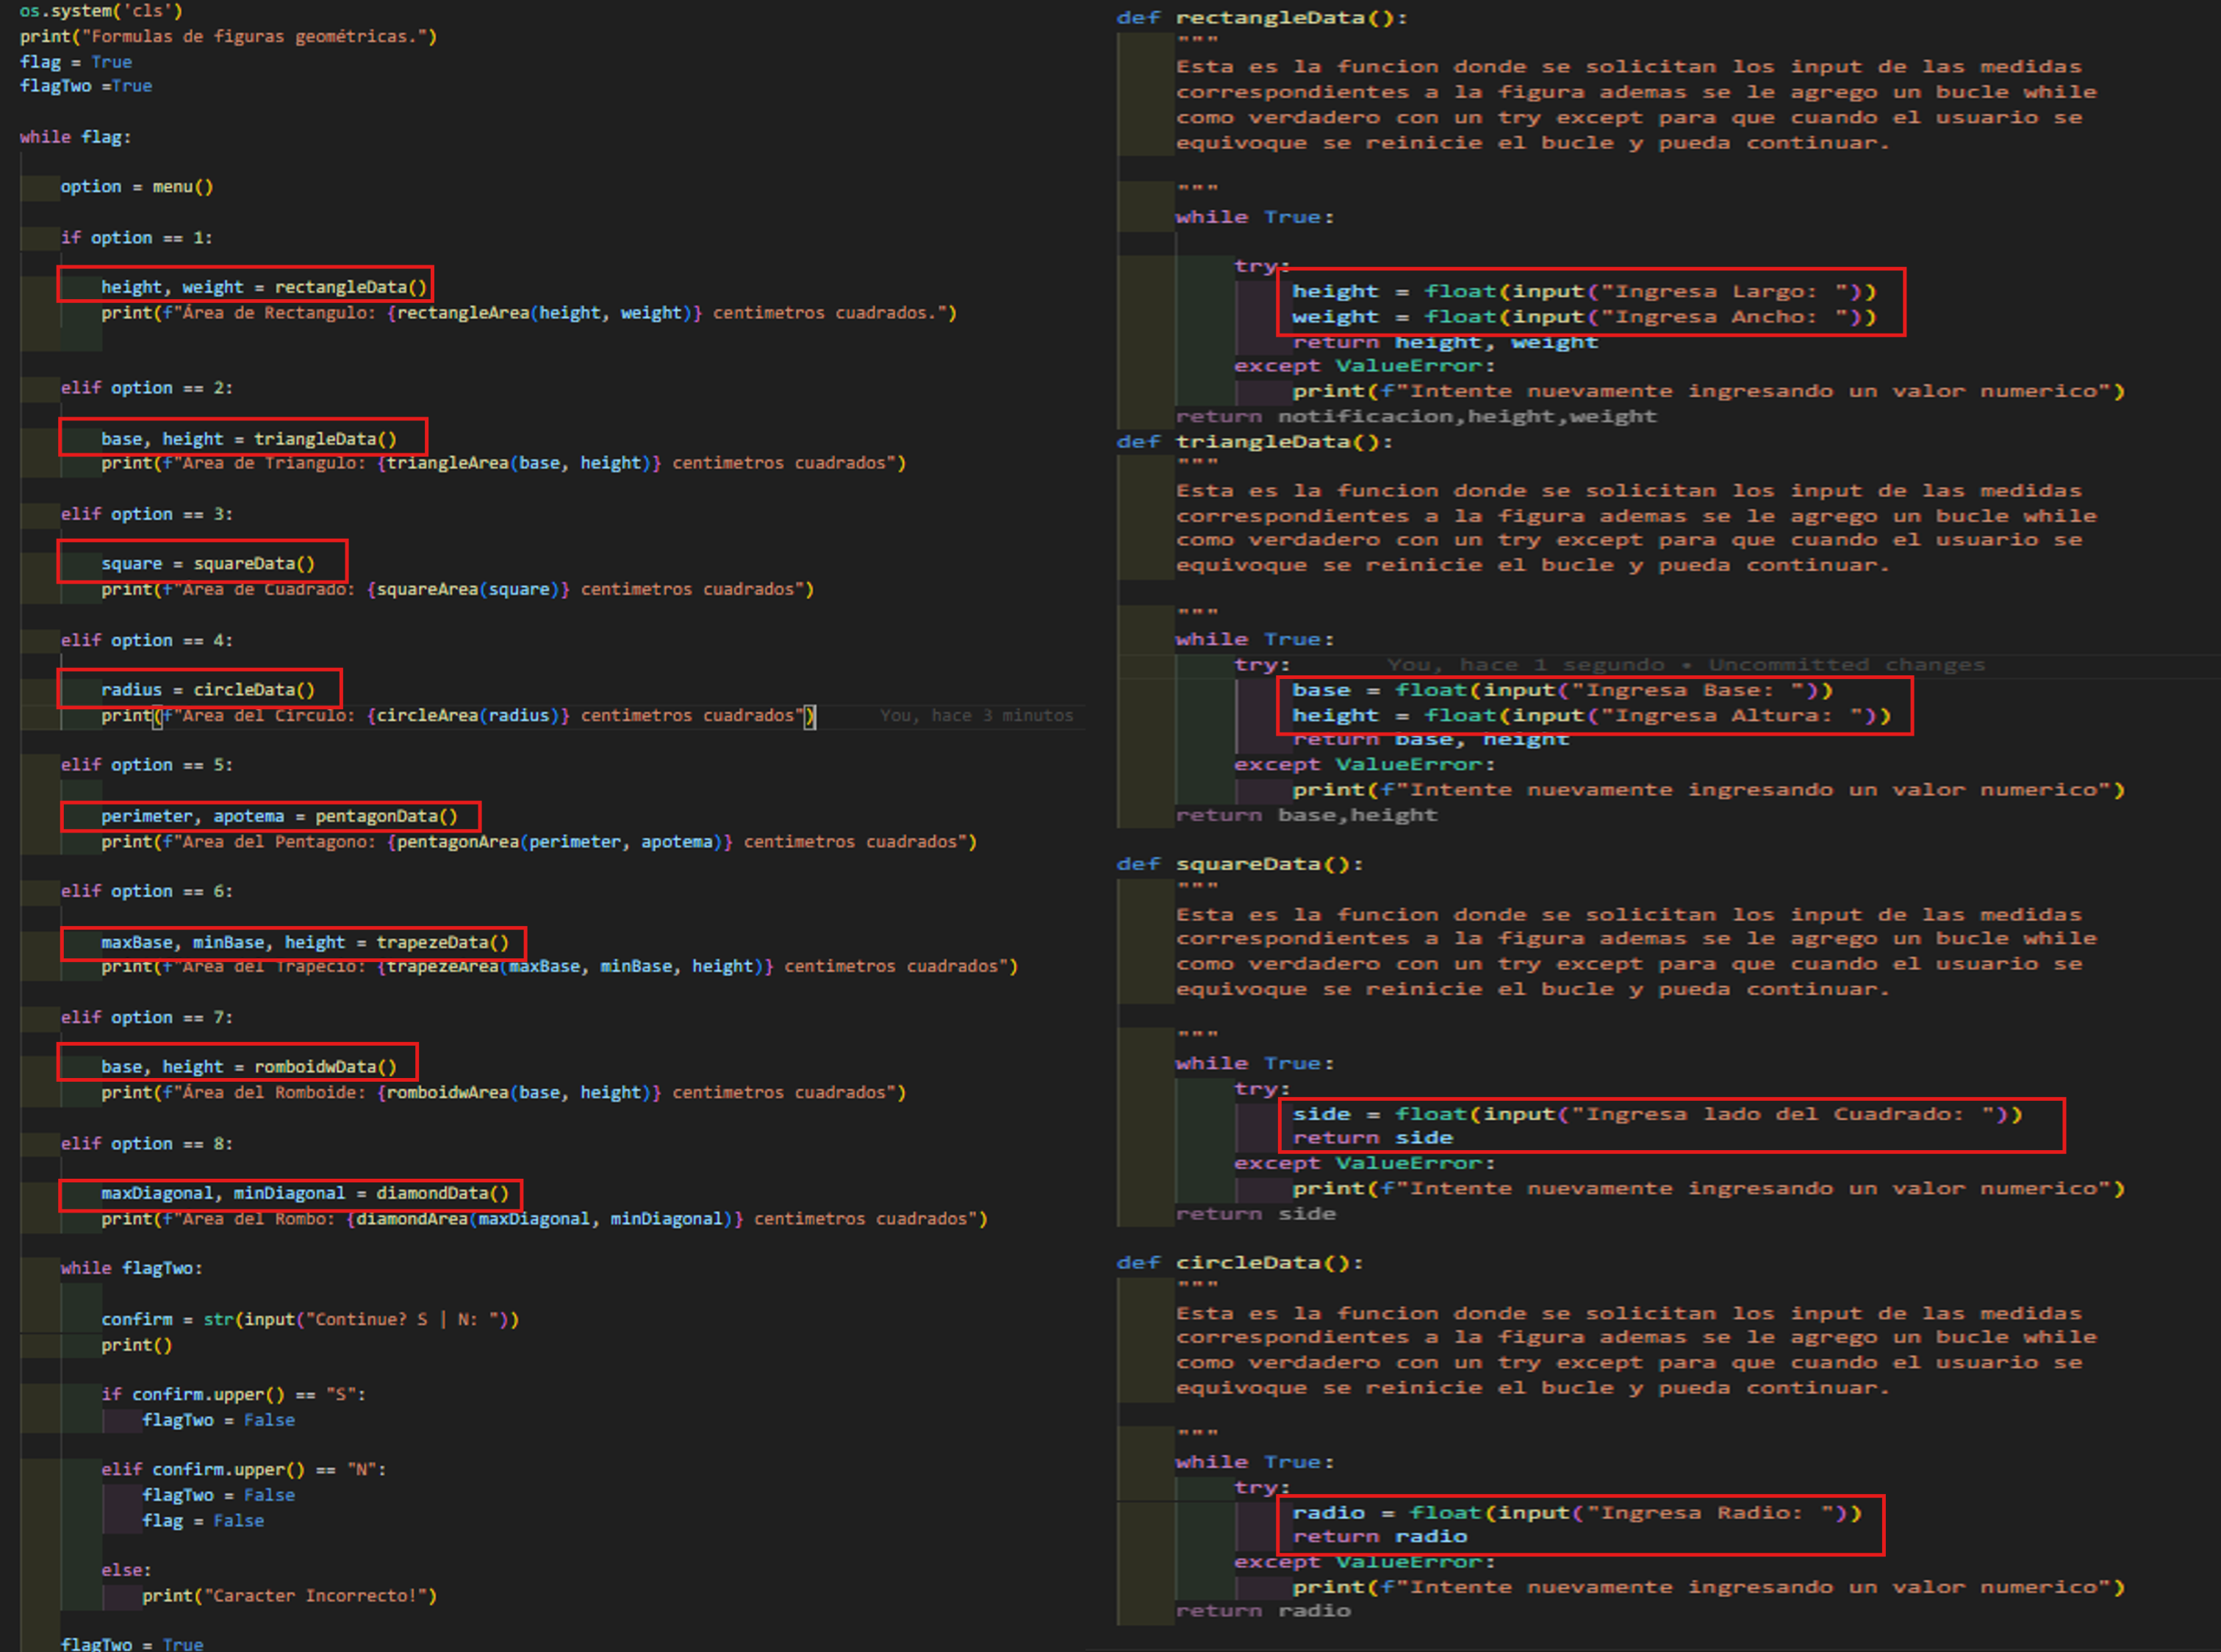 os.system('cls')
print("Formulas de figuras geométricas.")
flag = True
flagTwo =True
while flag:
option = menu()
if option == 1:
height, weight = rectangleData()
print(f"Área de Rectangulo: {rectangleArea(height, weight)} centimetros cuadrados.")
elif option == 2:
base, height = triangleData()
print(f"Area de Triangulo: {triangleArea(base, height)} centimetros cuadrados")
elif option == 3:
square = squareData()
print(f"Area de Cuadrado: {squareArea(square)} centimetros cuadrados")
elif option == 4:
radius = circleData()
print(f"Area del Circulo: {circleArea(radius)} centimetros cuadrados") You, hace 3 minutos
elif option == 5:
perimeter, apotema = pentagonData()
print(f"Area del Pentagono: {pentagonArea(perimeter, apotema)} centimetros cuadrados")
elif option == 6:
maxBase, minBase, height = trapezeData()
print(f"Area del Trapecio: {trapezeArea(maxBase, minBase, height)} centimetros cuadrados")
elif option == 7:
base, height = romboidwData()
print(f"Área del Romboide: {romboidwArea(base, height)} centimetros cuadrados")
elif option == 8:
maxDiagonal, minDiagonal = diamondData()
print(f"Area del Rombo: {diamondArea(maxDiagonal, minDiagonal)} centimetros cuadrados")
while flagTwo:
confirm = str(input("Continue? S | N: "))
print()
if confirm.upper() == "S":
flagTwo = False
elif confirm.upper() == "N":
flagTwo = False
flag = False
else:
print("Caracter Incorrecto!")
flagTwo = True
def rectangleData():
"""
Esta es la funcion donde se solicitan los input de las medidas
correspondientes a la figura ademas se le agrego un bucle while
como verdadero con un try except para que cuando el usuario se
equivoque se reinicie el bucle y pueda continuar.
"""
while True:
try:
height = float(input("Ingresa Largo: "))
weight = float(input("Ingresa Ancho: "))
return height, weight
except ValueError:
print(f"Intente nuevamente ingresando un valor numerico")
return notificacion,height,weight
def triangleData():
"""
Esta es la funcion donde se solicitan los input de las medidas
correspondientes a la figura ademas se le agrego un bucle while
como verdadero con un try except para que cuando el usuario se
equivoque se reinicie el bucle y pueda continuar.
"""
while True:
try: You, hace 1 segundo • Uncommitted changes
base = float(input("Ingresa Base: "))
height = float(input("Ingresa Altura: "))
return base, height
except ValueError:
print(f"Intente nuevamente ingresando un valor numerico")
return base,height
def squareData():
"""
Esta es la funcion donde se solicitan los input de las medidas
correspondientes a la figura ademas se le agrego un bucle while
como verdadero con un try except para que cuando el usuario se
equivoque se reinicie el bucle y pueda continuar.
"""
while True:
try:
side = float(input("Ingresa lado del Cuadrado: "))
return side
except ValueError:
print(f"Intente nuevamente ingresando un valor numerico")
return side
def circleData():
"""
Esta es la funcion donde se solicitan los input de las medidas
correspondientes a la figura ademas se le agrego un bucle while
como verdadero con un try except para que cuando el usuario se
equivoque se reinicie el bucle y pueda continuar.
"""
while True:
try:
radio = float(input("Ingresa Radio: "))
return radio
except ValueError:
print(f"Intente nuevamente ingresando un valor numerico")
return radio